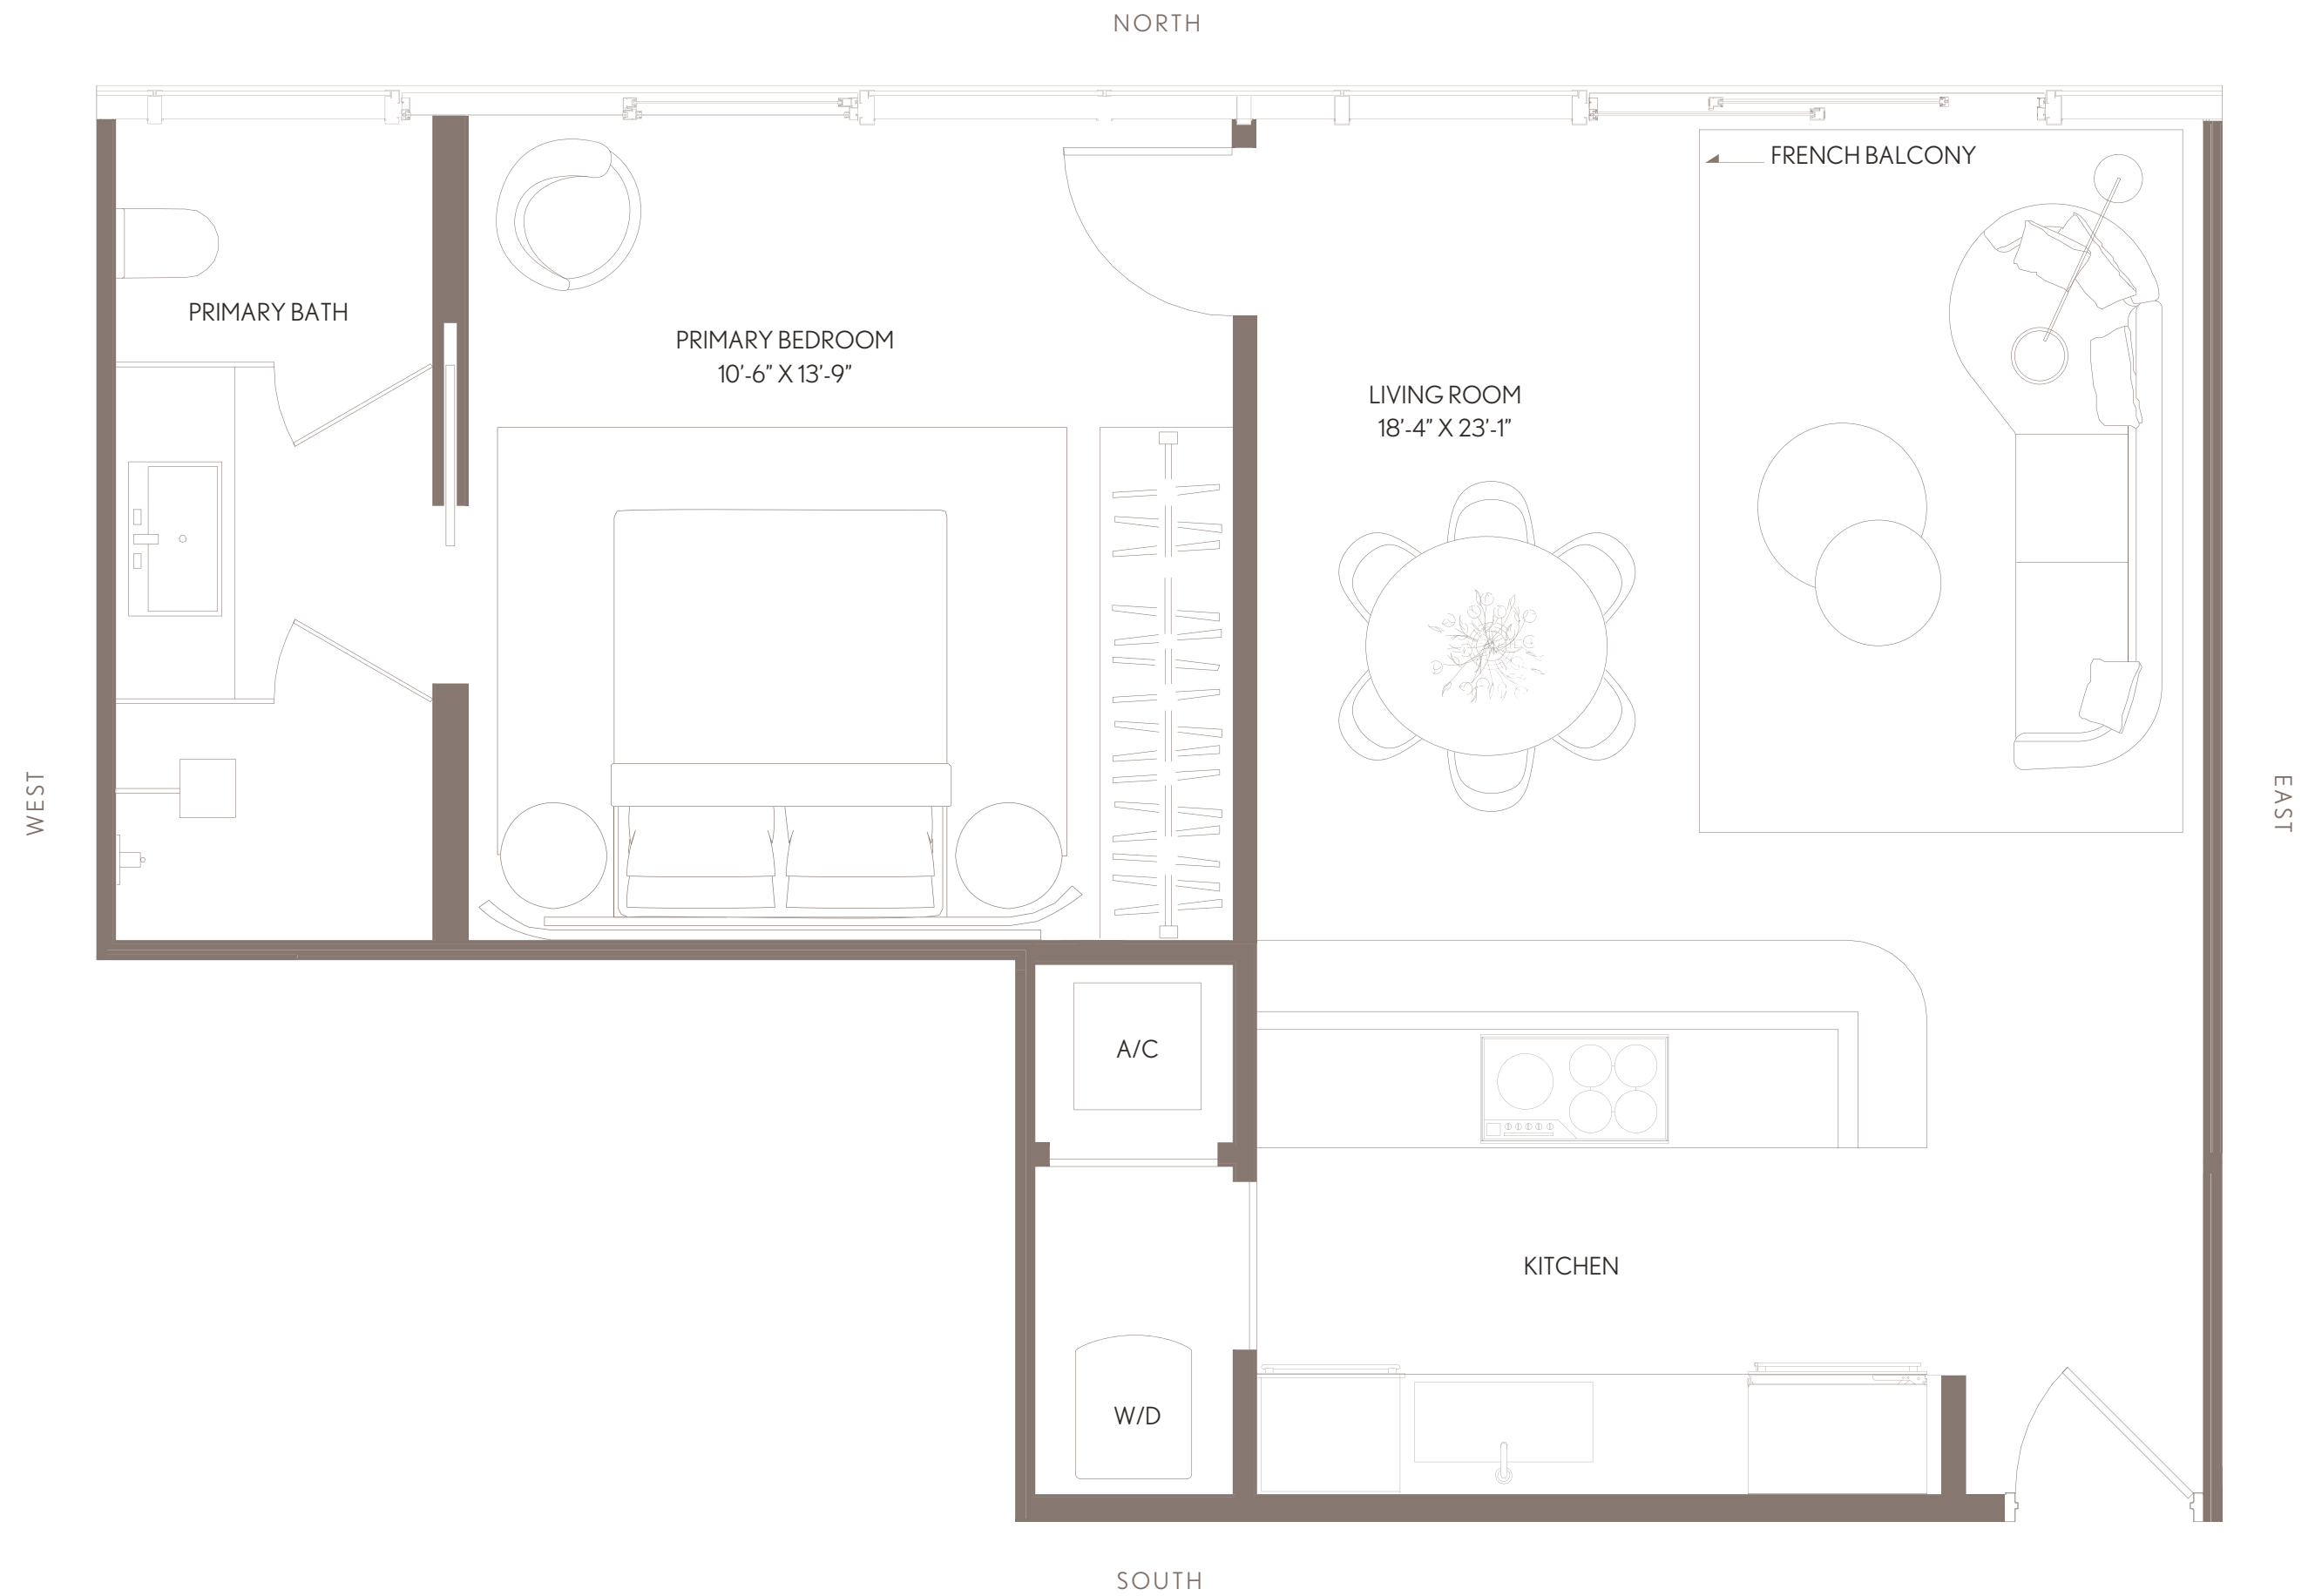 NORTH
FRENCH BALCONY
PRIMARY BATH
PRIMARY BEDROOM
10'-6" X 13'-9"
LIVING ROOM
18'-4" X 23'-1"
WEST
EAST
A/C
KITCHEN
W/D
SOUTH